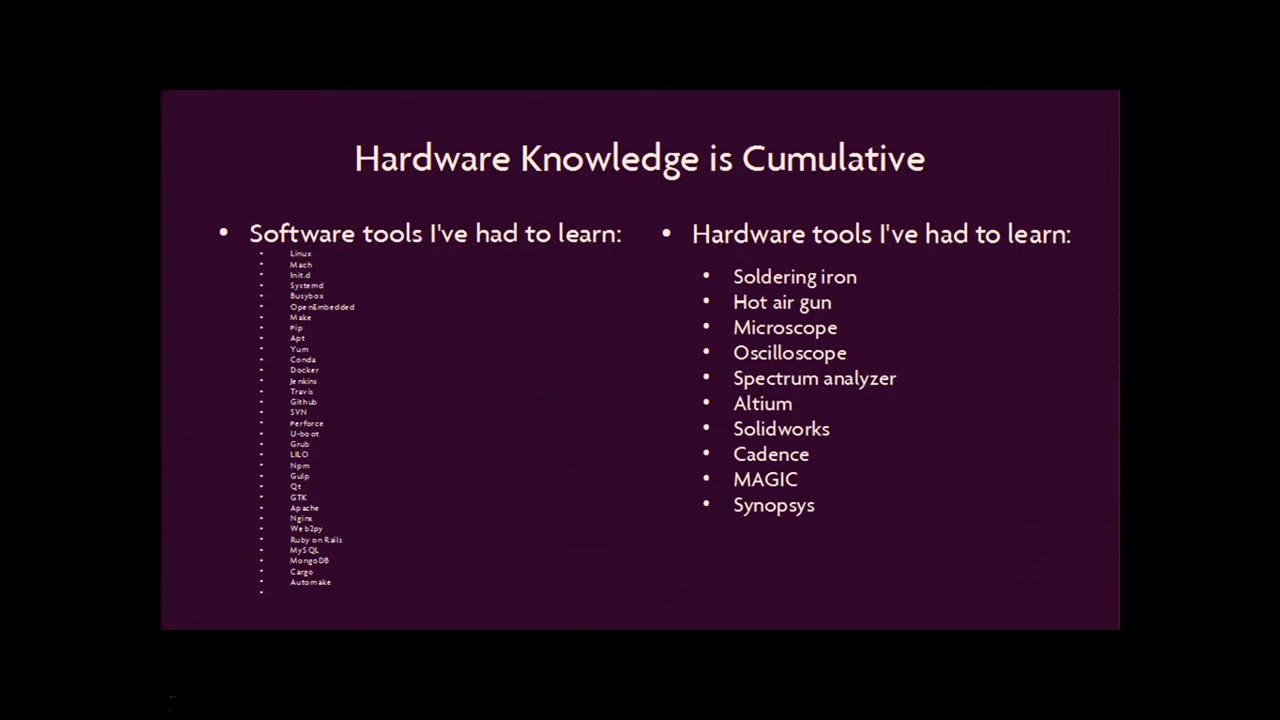 Hardware Knowledge is Cumulative
• Software tools I've had to learn:
• Linux
• Mach
• Init.d
• Systemd
• Busybox
• OpenEmbedded
• Make
• Pip
• Apt
• Yum
• Conda
• Docker
• Jenkins
• Travis
• Github
• SVN
• Perforce
• U-boot
• Grub
• LILO
• Npm
• Gulp
• Qt
• GTK
• Apache
• Nginx
• Web2py
• Ruby on Rails
• MySQL
• MongoDB
• Cargo
• Automake
•
• Hardware tools I've had to learn:
• Soldering iron
• Hot air gun
• Microscope
• Oscilloscope
• Spectrum analyzer
• Altium
• Solidworks
• Cadence
• MAGIC
• Synopsys